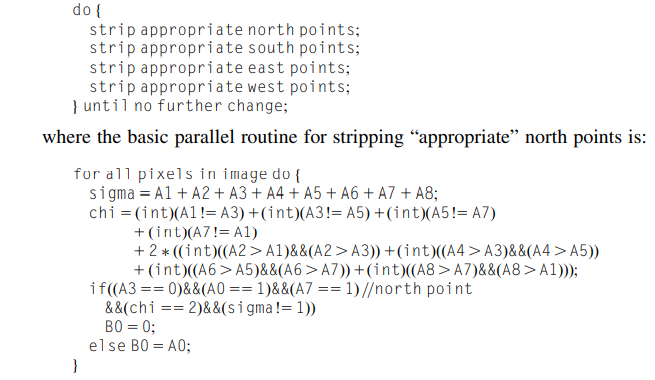 do {
strip appropriate north points;
strip appropriate south points;
strip appropriate east points;
strip appropriate west points;
} until no further change;
where the basic parallel routine for stripping “appropriate” north points is:
for all pixels in image do {
sigma = A1 + A2 + A3 + A4 + A5 + A6 + A7 + A8;
chi = (int)(A1 != A3) + (int)(A3 != A5) + (int)(A5 != A7)
+ (int)(A7 != A1)
+ 2 * ((int)((A2 > A1)&&(A2 > A3)) + (int)((A4 > A3)&&(A4 > A5))
+ (int)((A6 > A5)&&(A6 > A7)) + (int)((A8 > A7)&&(A8 > A1)));
if((A3 == 0)&&(A0 == 1)&&(A7 == 1) //north point
&&(chi == 2)&&(sigma != 1))
B0 = 0;
else B0 = A0;
}